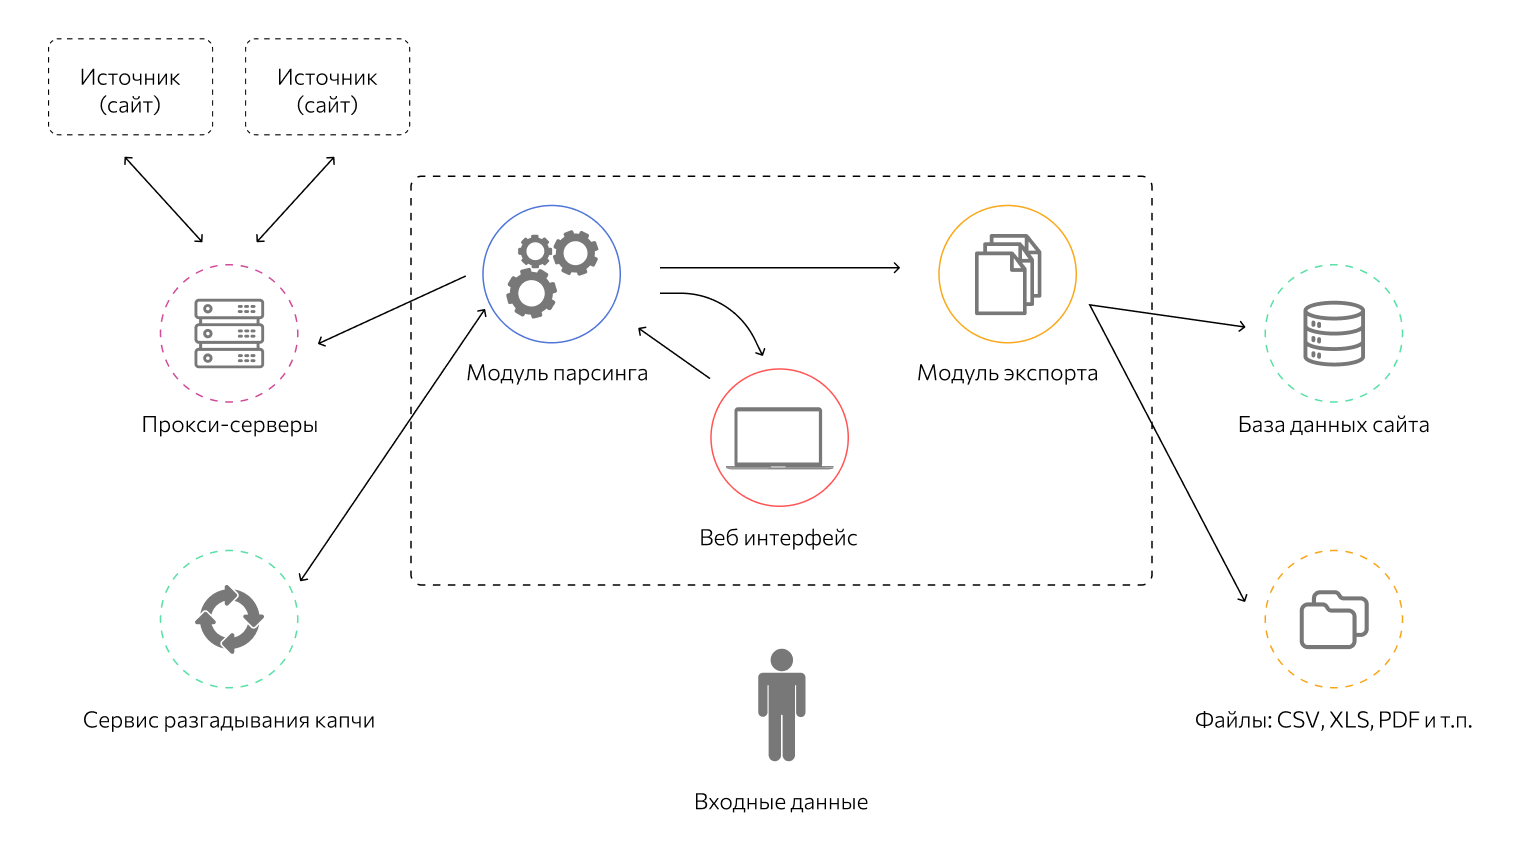 Источник
(сайт)
Источник
(сайт)
Модуль парсинга
Модуль экспорта
Прокси-серверы
База данных сайта
Веб интерфейс
Сервис разгадывания капчи
Файлы: CSV, XLS, PDF и т.п.
Входные данные